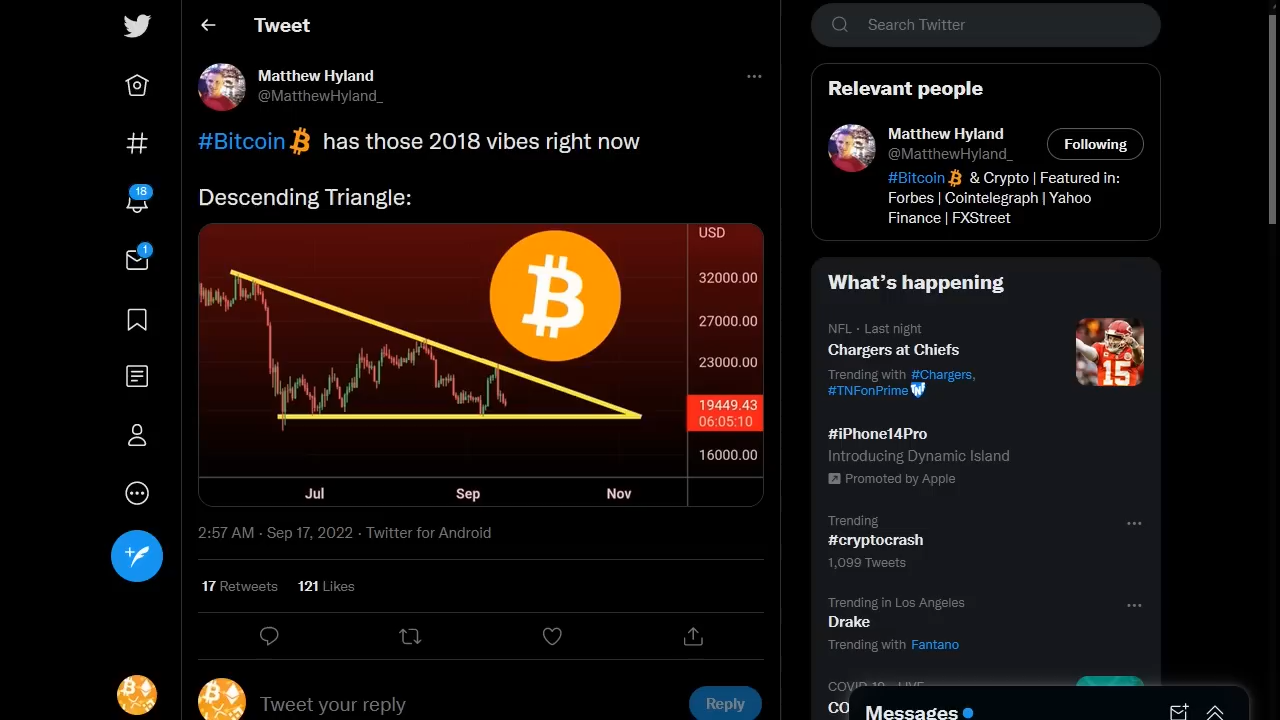 Tweet
Matthew Hyland
@MatthewHyland_
#Bitcoin has those 2018 vibes right now
Descending Triangle:
USD
32000.00
27000.00
23000.00
19449.43
06:05:10
16000.00
Jul Sep Nov
2:57 AM · Sep 17, 2022 · Twitter for Android
17 Retweets 121 Likes
Tweet your reply
Reply
18
1
Search Twitter
Relevant people
Matthew Hyland
@MatthewHyland_
Following
#Bitcoin & Crypto | Featured in:
Forbes | Cointelegraph | Yahoo
Finance | FXStreet
What's happening
NFL · Last night
Chargers at Chiefs
Trending with #Chargers,
#TNFonPrime
15
#iPhone14Pro
Introducing Dynamic Island
Promoted by Apple
Trending
#cryptocrash
1,099 Tweets
Trending in Los Angeles
Drake
Trending with Fantano
COVID-19 · LIVE
CO
Messages